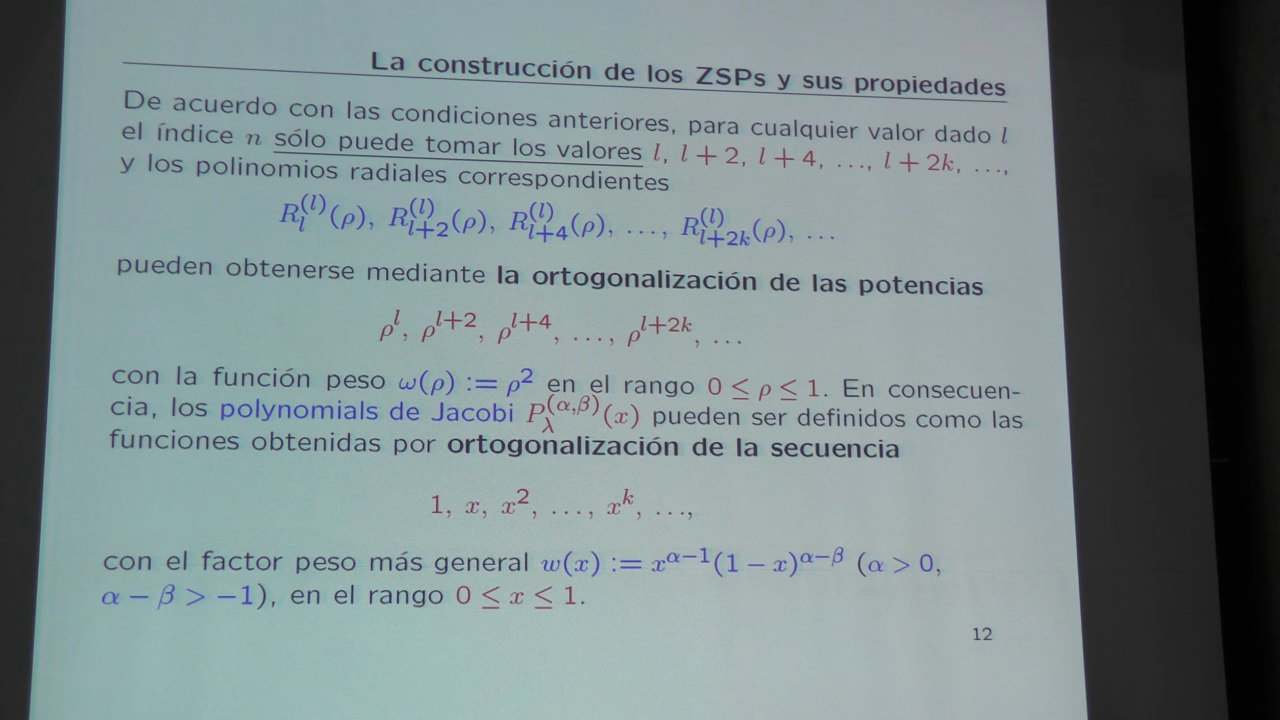 La construcción de los ZSPs y sus propiedades
De acuerdo con las condiciones anteriores, para cualquier valor dado l
el índice n sólo puede tomar los valores l, l + 2, l + 4, …, l + 2k, …,
y los polinomios radiales correspondientes
R_l^{(l)}(ρ), R_{l+2}^{(l)}(ρ), R_{l+4}^{(l)}(ρ), …, R_{l+2k}^{(l)}(ρ), …
pueden obtenerse mediante la ortogonalización de las potencias
ρ^l, ρ^{l+2}, ρ^{l+4}, …, ρ^{l+2k}, …
con la función peso ω(ρ) := ρ^2 en el rango 0 ≤ ρ ≤ 1. En consecuen-
cia, los polynomials de Jacobi P_λ^{(α,β)}(x) pueden ser definidos como las
funciones obtenidas por ortogonalización de la secuencia
1, x, x^2, …, x^k, …,
con el factor peso más general w(x) := x^{α−1}(1 − x)^{α−β} (α > 0,
α − β > −1), en el rango 0 ≤ x ≤ 1.
12